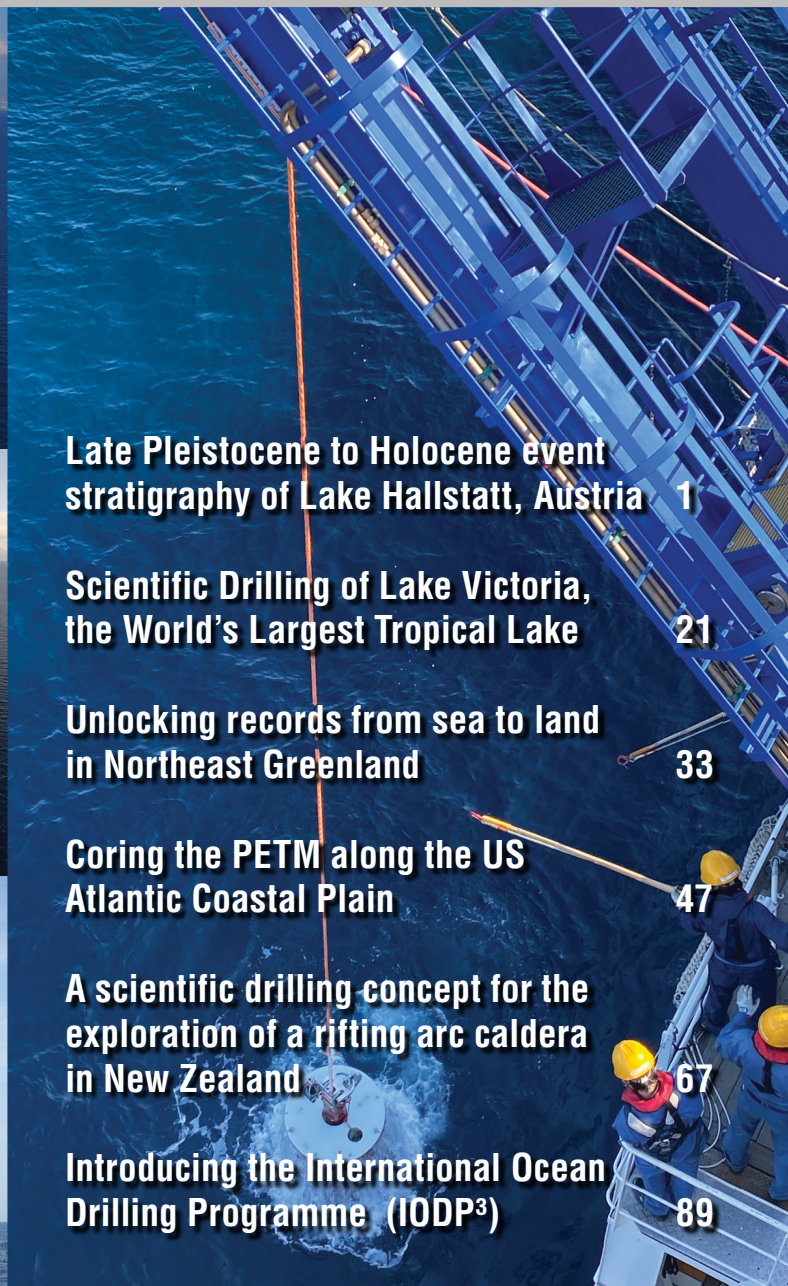 Late Pleistocene to Holocene event
stratigraphy of Lake Hallstatt, Austria 1
Scientific Drilling of Lake Victoria,
the World’s Largest Tropical Lake 21
Unlocking records from sea to land
in Northeast Greenland 33
Coring the PETM along the US
Atlantic Coastal Plain 47
A scientific drilling concept for the
exploration of a rifting arc caldera
in New Zealand 67
Introducing the International Ocean
Drilling Programme (IODP³) 89